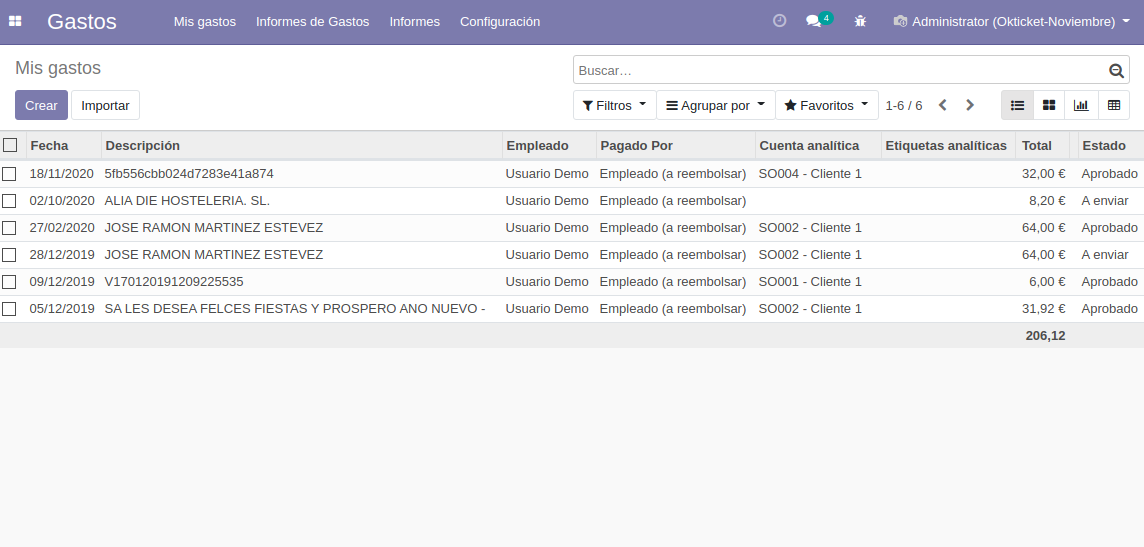 Gastos Mis gastos Informes de Gastos Informes Configuración 4 Administrator (Okticket-Noviembre)
Mis gastos
Buscar...
Crear Importar Filtros Agrupar por Favoritos 1-6 / 6
Fecha Descripción Empleado Pagado Por Cuenta analítica Etiquetas analíticas Total Estado
18/11/2020 5fb556cbb024d7283e41a874 Usuario Demo Empleado (a reembolsar) SO004 - Cliente 1 32,00 € Aprobado
02/10/2020 ALIA DIE HOSTELERIA. SL. Usuario Demo Empleado (a reembolsar) 8,20 € A enviar
27/02/2020 JOSE RAMON MARTINEZ ESTEVEZ Usuario Demo Empleado (a reembolsar) SO002 - Cliente 1 64,00 € Aprobado
28/12/2019 JOSE RAMON MARTINEZ ESTEVEZ Usuario Demo Empleado (a reembolsar) SO002 - Cliente 1 64,00 € A enviar
09/12/2019 V170120191209225535 Usuario Demo Empleado (a reembolsar) SO001 - Cliente 1 6,00 € Aprobado
05/12/2019 SA LES DESEA FELCES FIESTAS Y PROSPERO ANO NUEVO - Usuario Demo Empleado (a reembolsar) SO002 - Cliente 1 31,92 € Aprobado
206,12